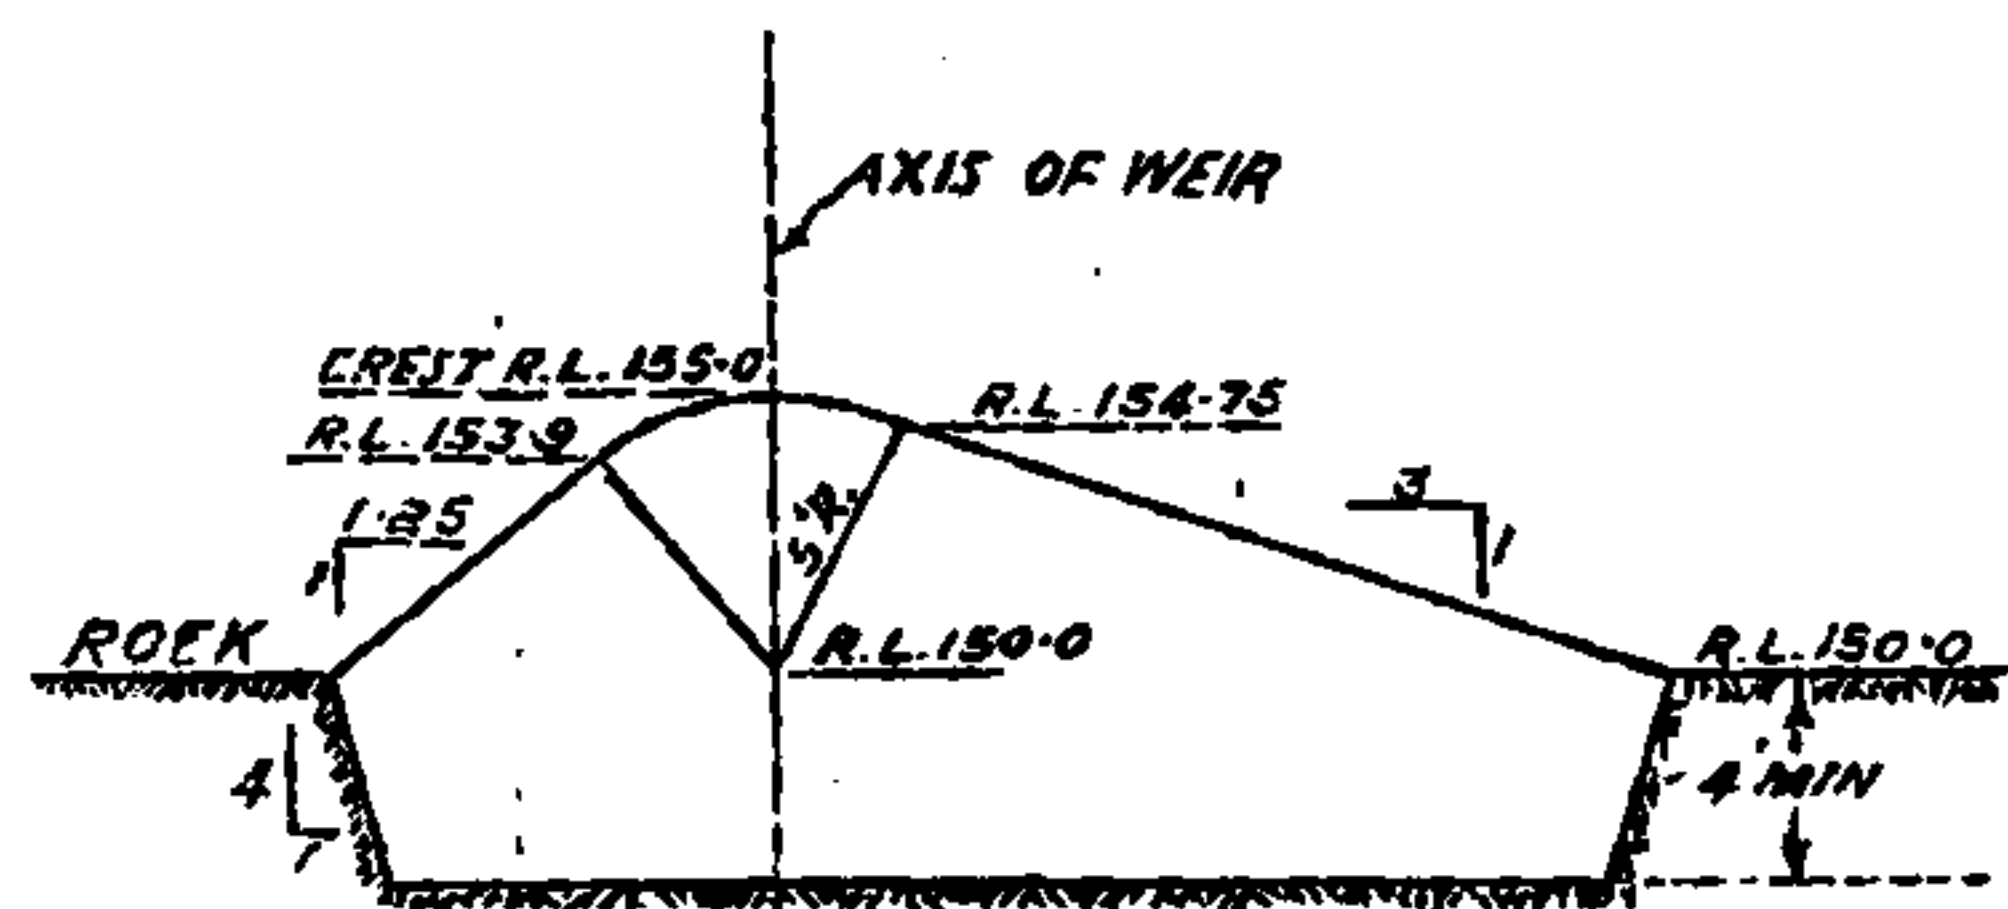 AXIS OF WEIR
CREST R.L. 155·0
R.L. 154·75
R.L. 153·9
1·25
1
3
1
5'R.
ROCK
R.L. 150·0
R.L. 150·0
4
1
4' MIN